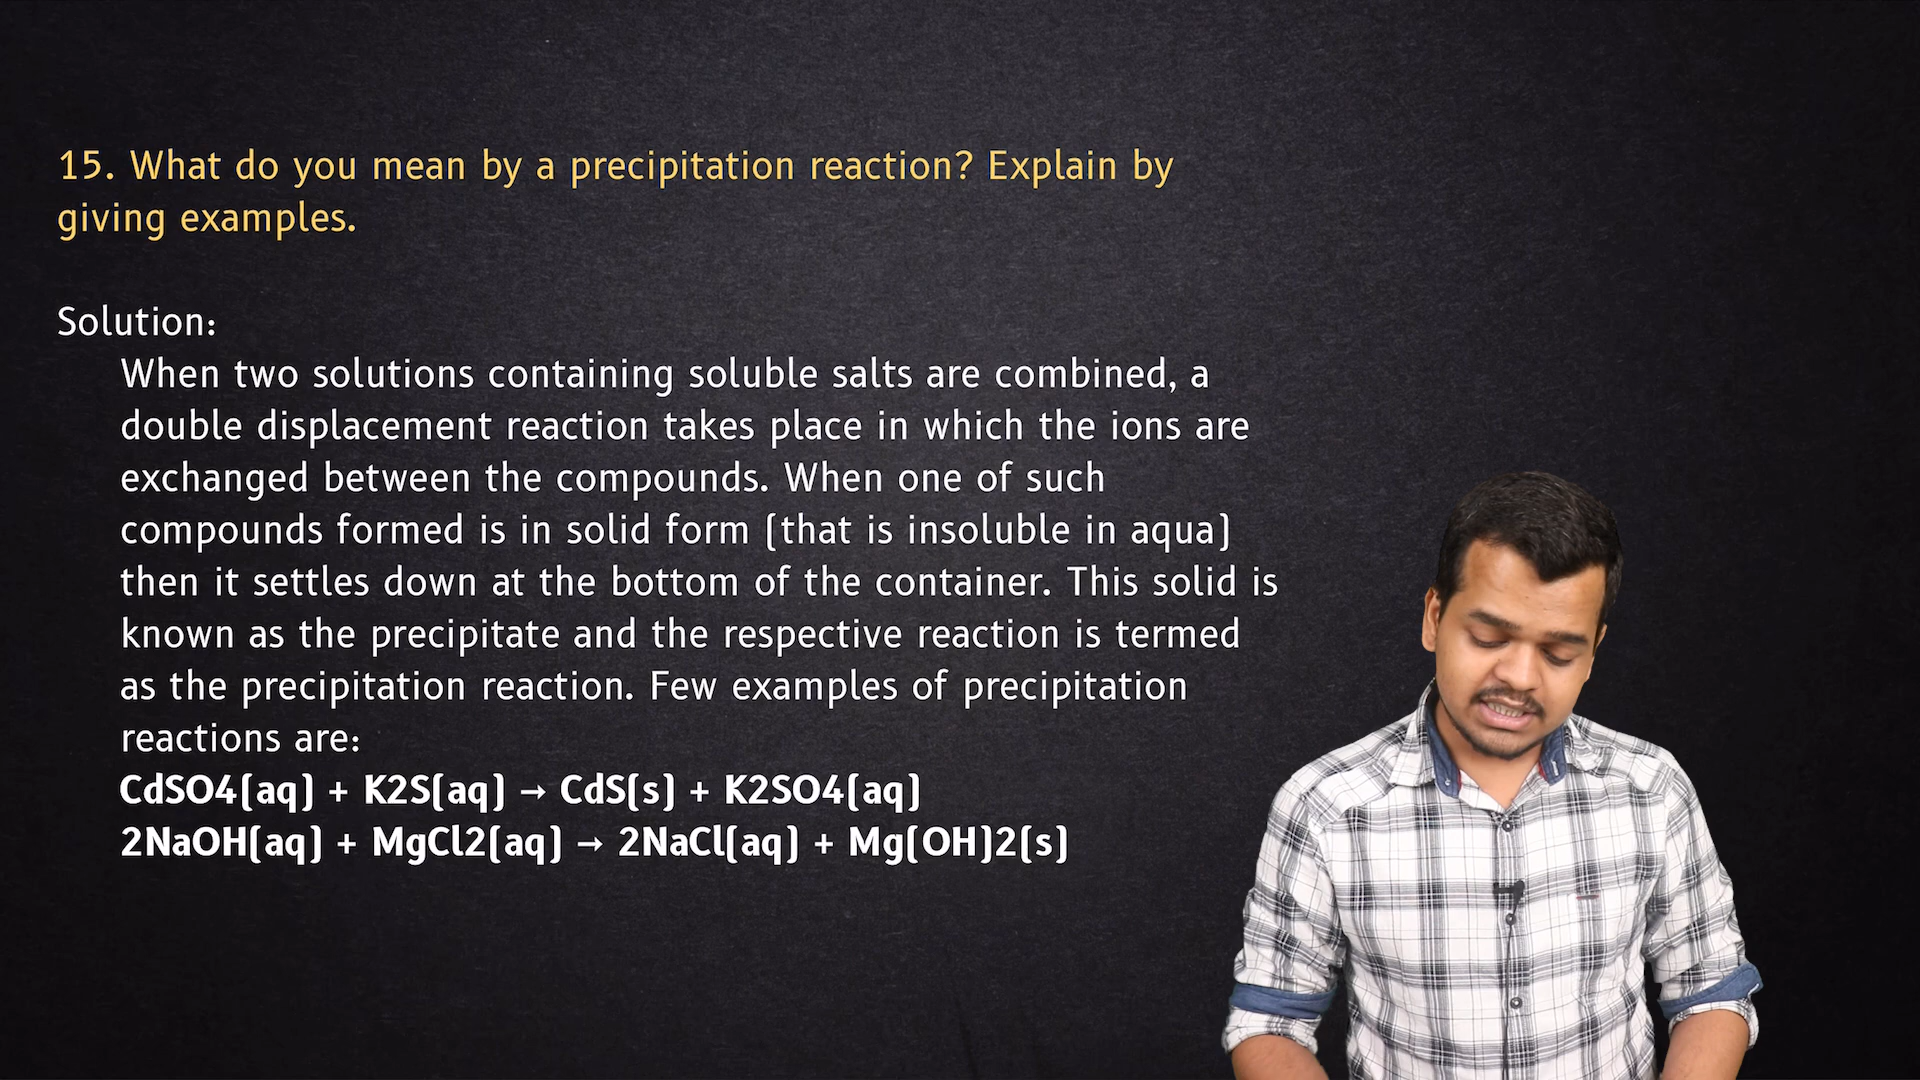 15. What do you mean by a precipitation reaction? Explain by
giving examples.
Solution:
When two solutions containing soluble salts are combined, a
double displacement reaction takes place in which the ions are
exchanged between the compounds. When one of such
compounds formed is in solid form (that is insoluble in aqua)
then it settles down at the bottom of the container. This solid is
known as the precipitate and the respective reaction is termed
as the precipitation reaction. Few examples of precipitation
reactions are:
CdSO4(aq) + K2S(aq) → CdS(s) + K2SO4(aq)
2NaOH(aq) + MgCl2(aq) → 2NaCl(aq) + Mg(OH)2(s)